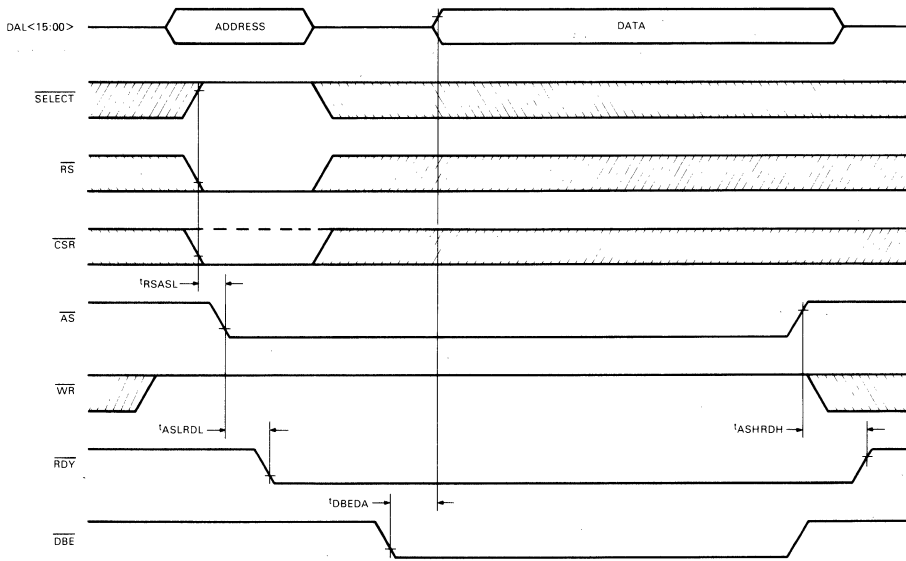 DAL<15:00>
ADDRESS
DATA
SELECT
RS
CSR
tRSASL
AS
WR
tASLRDL
tASHRDH
RDY
tDBEDA
DBE